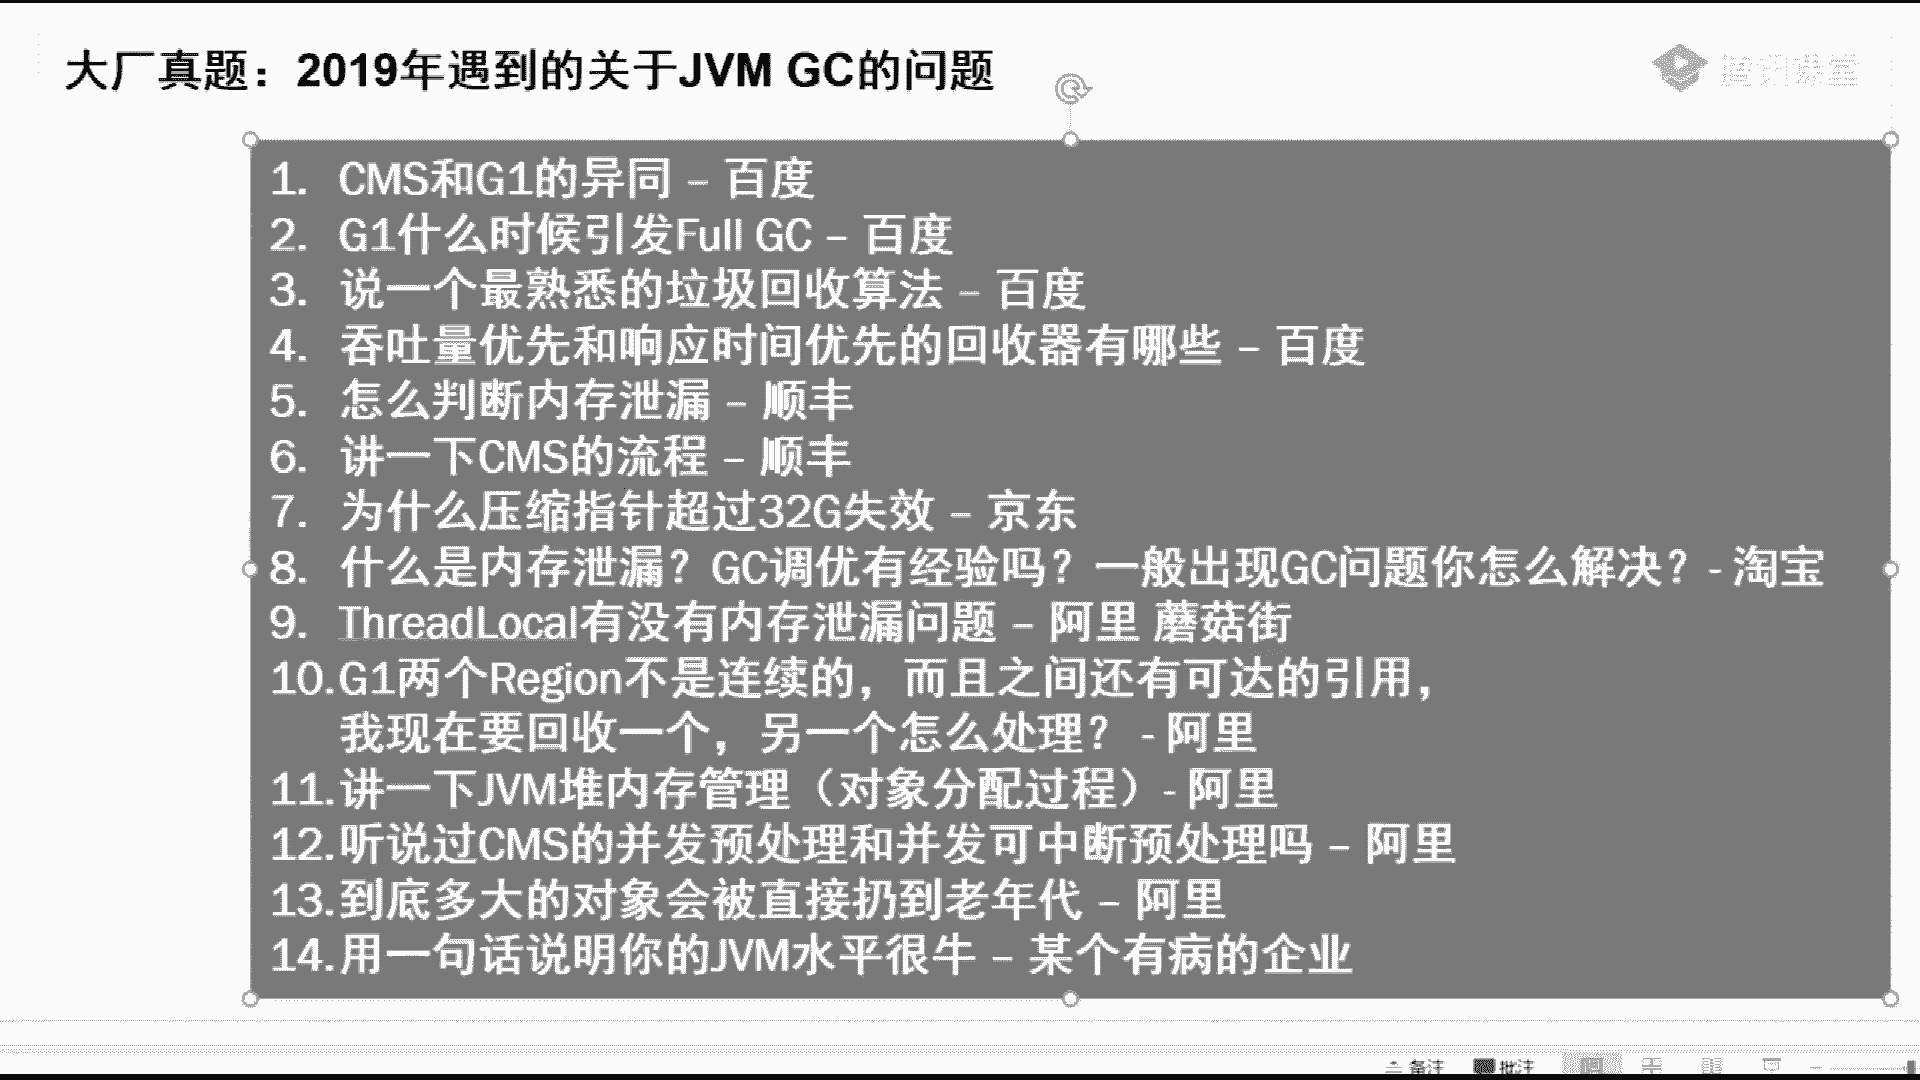 大厂真题：2019年遇到的关于JVM GC的问题
腾讯课堂
1. CMS和G1的异同 – 百度
2. G1什么时候引发Full GC – 百度
3. 说一个最熟悉的垃圾回收算法 – 百度
4. 吞吐量优先和响应时间优先的回收器有哪些 – 百度
5. 怎么判断内存泄漏 – 顺丰
6. 讲一下CMS的流程 – 顺丰
7. 为什么压缩指针超过32G失效 – 京东
8. 什么是内存泄漏？GC调优有经验吗？一般出现GC问题你怎么解决？- 淘宝
9. ThreadLocal有没有内存泄漏问题 – 阿里 蘑菇街
10.G1两个Region不是连续的，而且之间还有可达的引用，
我现在要回收一个，另一个怎么处理？ - 阿里
11.讲一下JVM堆内存管理（对象分配过程）- 阿里
12.听说过CMS的并发预处理和并发可中断预处理吗 – 阿里
13.到底多大的对象会被直接扔到老年代 – 阿里
14.用一句话说明你的JVM水平很牛 – 某个有病的企业
备注 批注